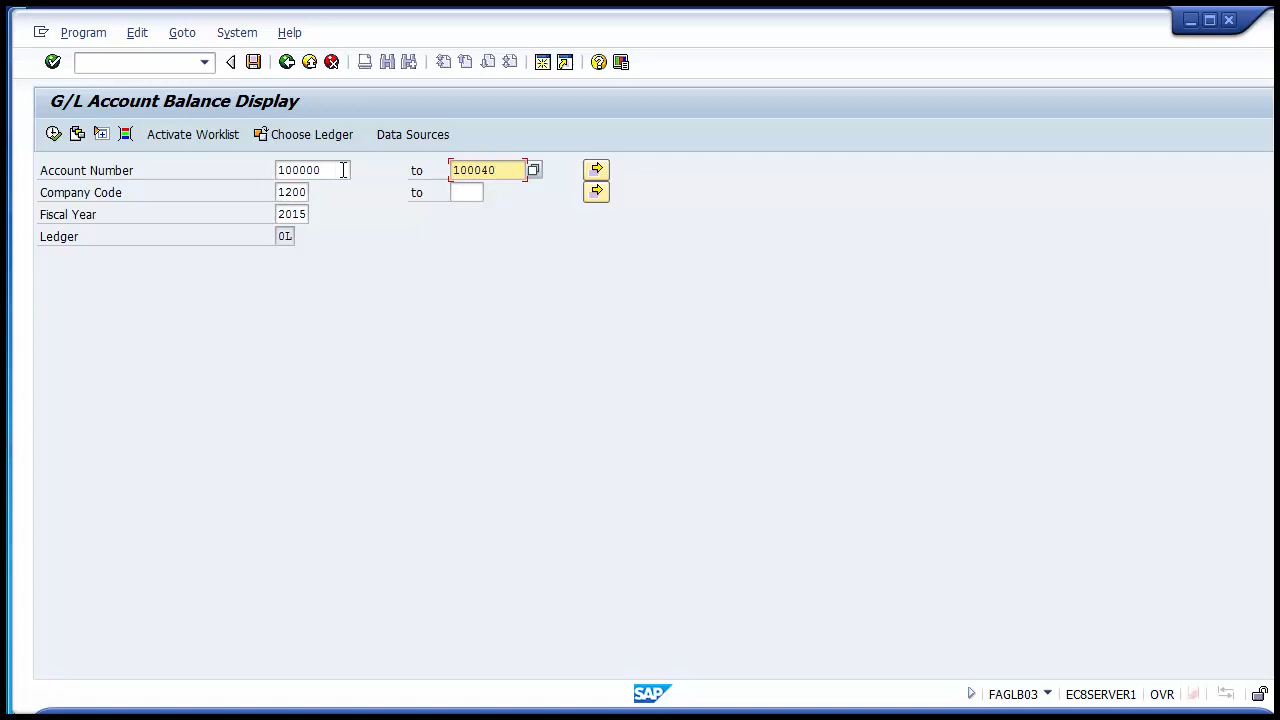 Program Edit Goto System Help
G/L Account Balance Display
Activate Worklist Choose Ledger Data Sources
Account Number 100000 to 100040
Company Code 1200 to
Fiscal Year 2015
Ledger 0L
SAP FAGLB03 EC8SERVER1 OVR